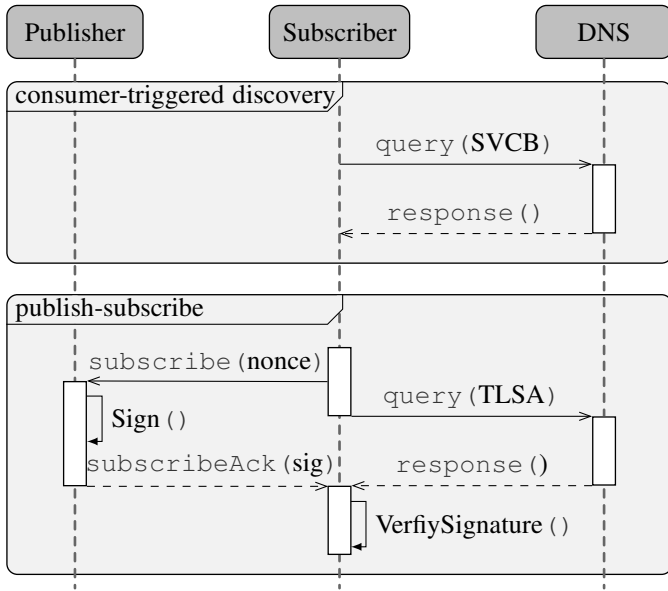 Publisher Subscriber DNS
consumer-triggered discovery
query(SVCB)
response()
publish-subscribe
subscribe(nonce)
query(TLSA)
Sign()
subscribeAck(sig) response()
VerfiySignature()